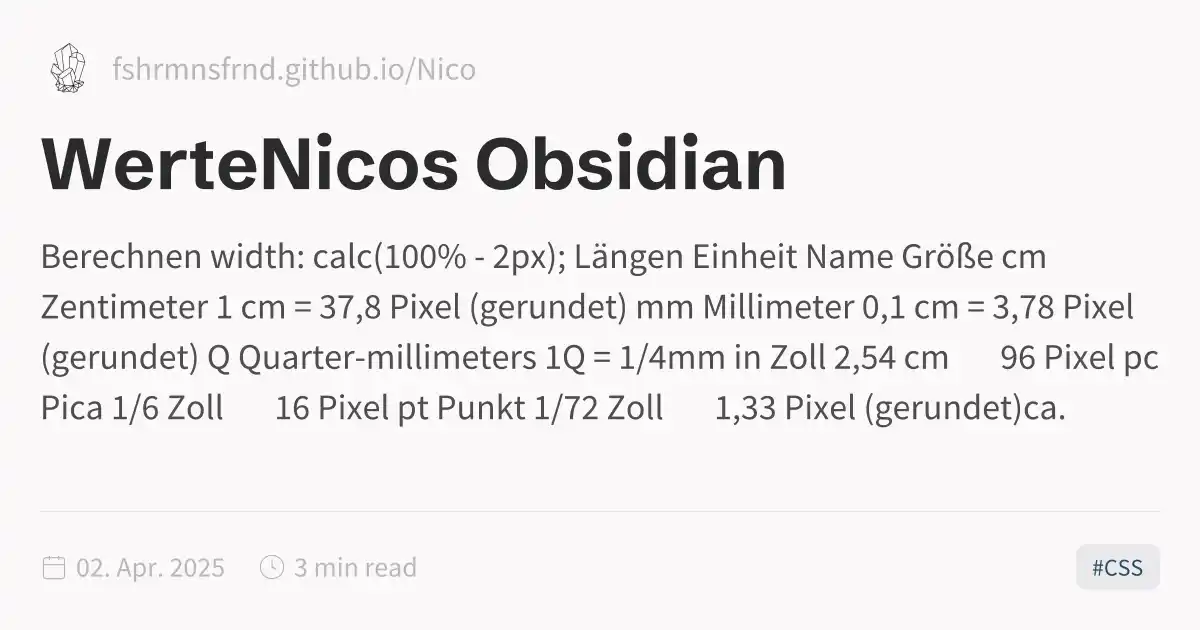 fshrmnsfrnd.github.io/Nico
WerteNicos Obsidian
Berechnen width: calc(100% - 2px); Längen Einheit Name Größe cm
Zentimeter 1 cm = 37,8 Pixel (gerundet) mm Millimeter 0,1 cm = 3,78 Pixel
(gerundet) Q Quarter-millimeters 1Q = 1/4mm in Zoll 2,54 cm 96 Pixel pc
Pica 1/6 Zoll 16 Pixel pt Punkt 1/72 Zoll 1,33 Pixel (gerundet)ca.
02. Apr. 2025 3 min read #CSS